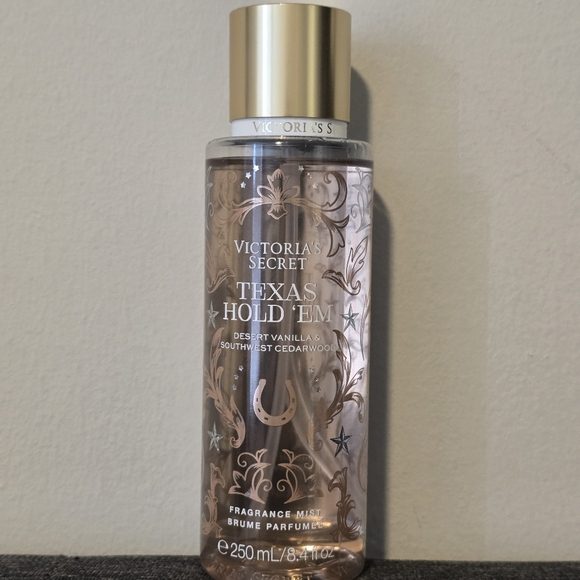 VICTORIA'S S
VICTORIA'S
SECRET
TEXAS
HOLD 'EM
DESERT VANILLA &
SOUTHWEST CEDARWOOD
FRAGRANCE MIST
BRUME PARFUMÉE
℮ 250 mL/8.4 fl oz